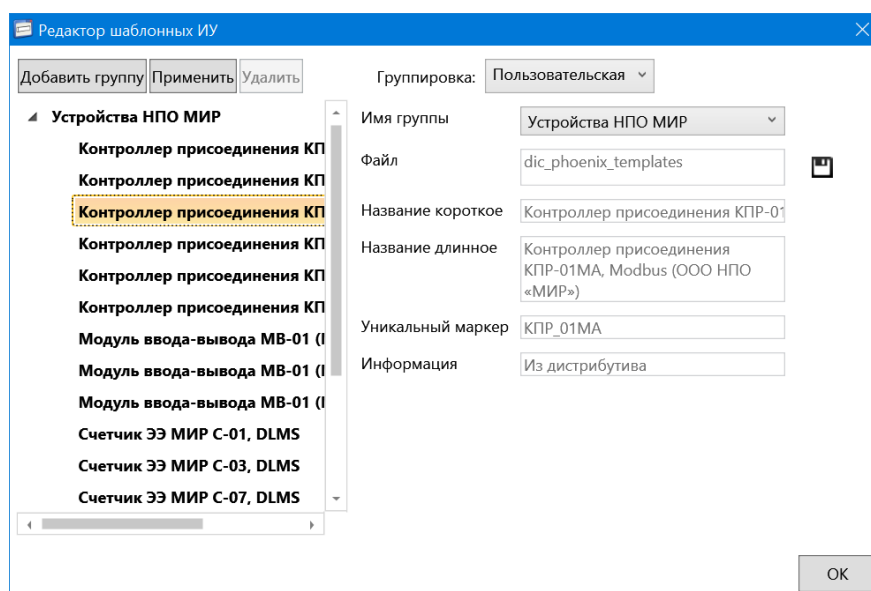 Редактор шаблонных ИУ
Добавить группу Применить Удалить Группировка: Пользовательская
Устройства НПО МИР
Контроллер присоединения КП
Контроллер присоединения КП
Контроллер присоединения КП
Контроллер присоединения КП
Контроллер присоединения КП
Контроллер присоединения КП
Модуль ввода-вывода МВ-01 (
Модуль ввода-вывода МВ-01 (
Модуль ввода-вывода МВ-01 (
Счетчик ЭЭ МИР С-01, DLMS
Счетчик ЭЭ МИР С-03, DLMS
Счетчик ЭЭ МИР С-07, DLMS
Имя группы Устройства НПО МИР
Файл dic_phoenix_templates
Название короткое Контроллер присоединения КПР-01
Название длинное Контроллер присоединения
КПР-01МА, Modbus (ООО НПО
«МИР»)
Уникальный маркер КПР_01МА
Информация Из дистрибутива
OK